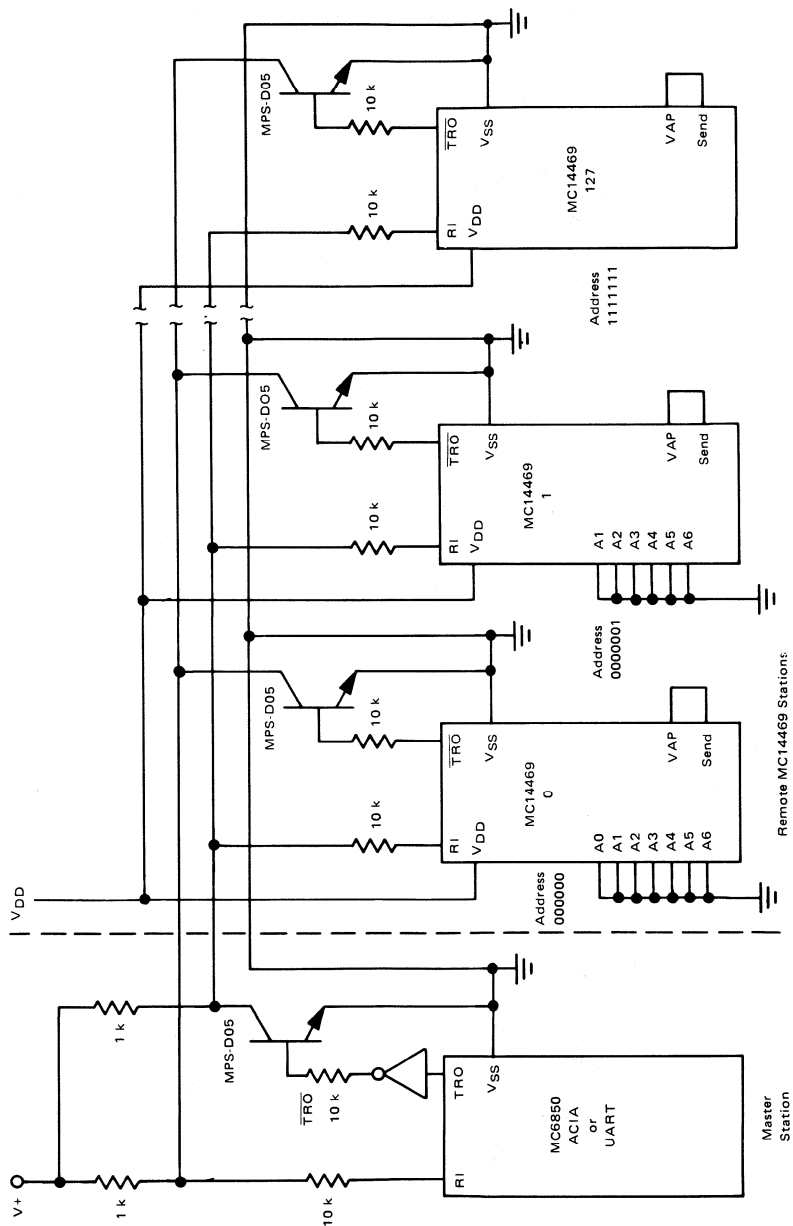 V+
1 k
1 k
10 k
MPS-D05
TRO
10 k
RI
TRO
VSS
MC6850
ACIA
or
UART
Master
Station
VDD
MPS-D05
10 k
10 k
RI
VDD
TRO
VSS
MC14469
0
Address
000000
A0
A1
A2
A3
A4
A5
A6
VAP
Send
MPS-DO5
10 k
10 k
RI
VDD
TRO
VSS
MC14469
1
Address
0000001
A1
A2
A3
A4
A5
A6
VAP
Send
MPS-D05
10 k
10 k
RI
VDD
TRO
VSS
MC14469
127
Address
1111111
VAP
Send
Remote MC14469 Stations